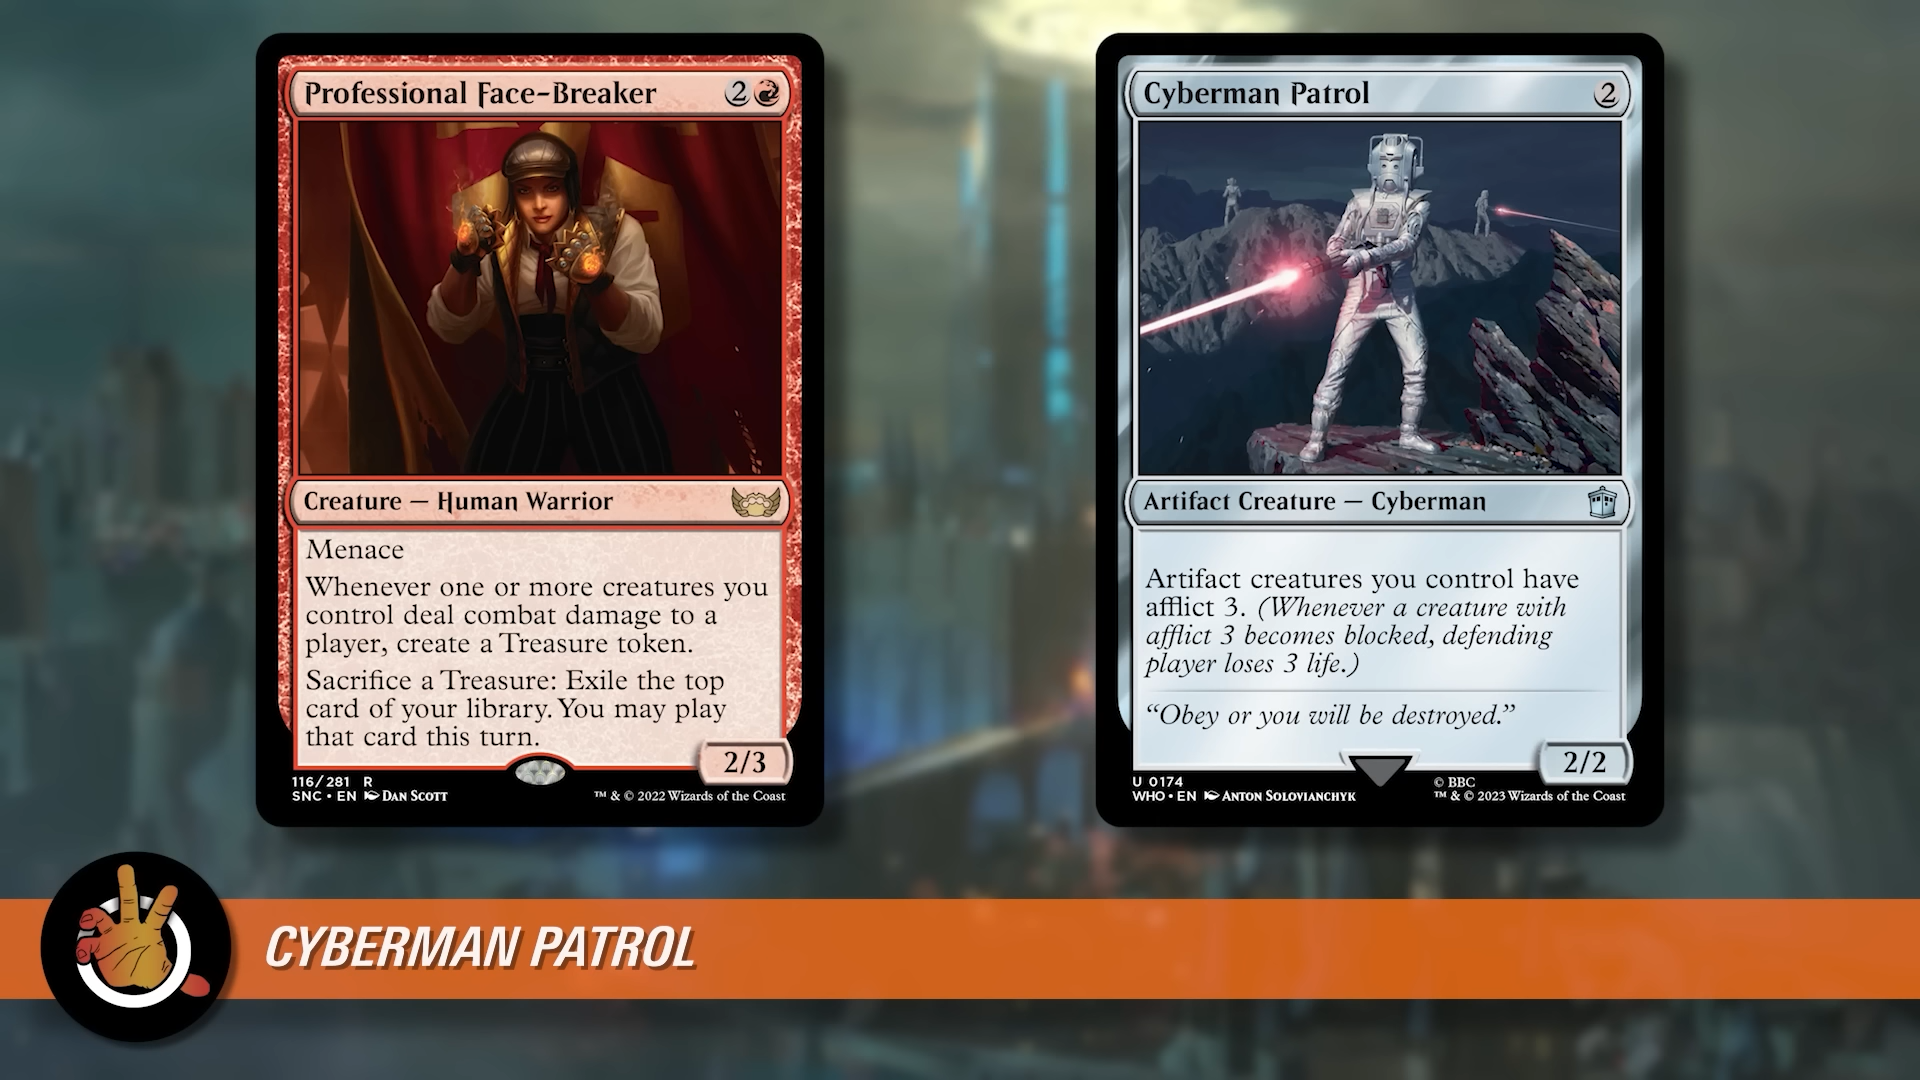 Professional Face-Breaker 2
Creature — Human Warrior
Menace
Whenever one or more creatures you
control deal combat damage to a
player, create a Treasure token.
Sacrifice a Treasure: Exile the top
card of your library. You may play
that card this turn.
2/3
116/281 R
SNC • EN Dan Scott
™ & © 2022 Wizards of the Coast
Cyberman Patrol 2
Artifact Creature — Cyberman
Artifact creatures you control have
afflict 3. (Whenever a creature with
afflict 3 becomes blocked, defending
player loses 3 life.)
“Obey or you will be destroyed.”
2/2
U 0174
WHO • EN Anton Solovianchyk
© BBC
™ & © 2023 Wizards of the Coast
CYBERMAN PATROL